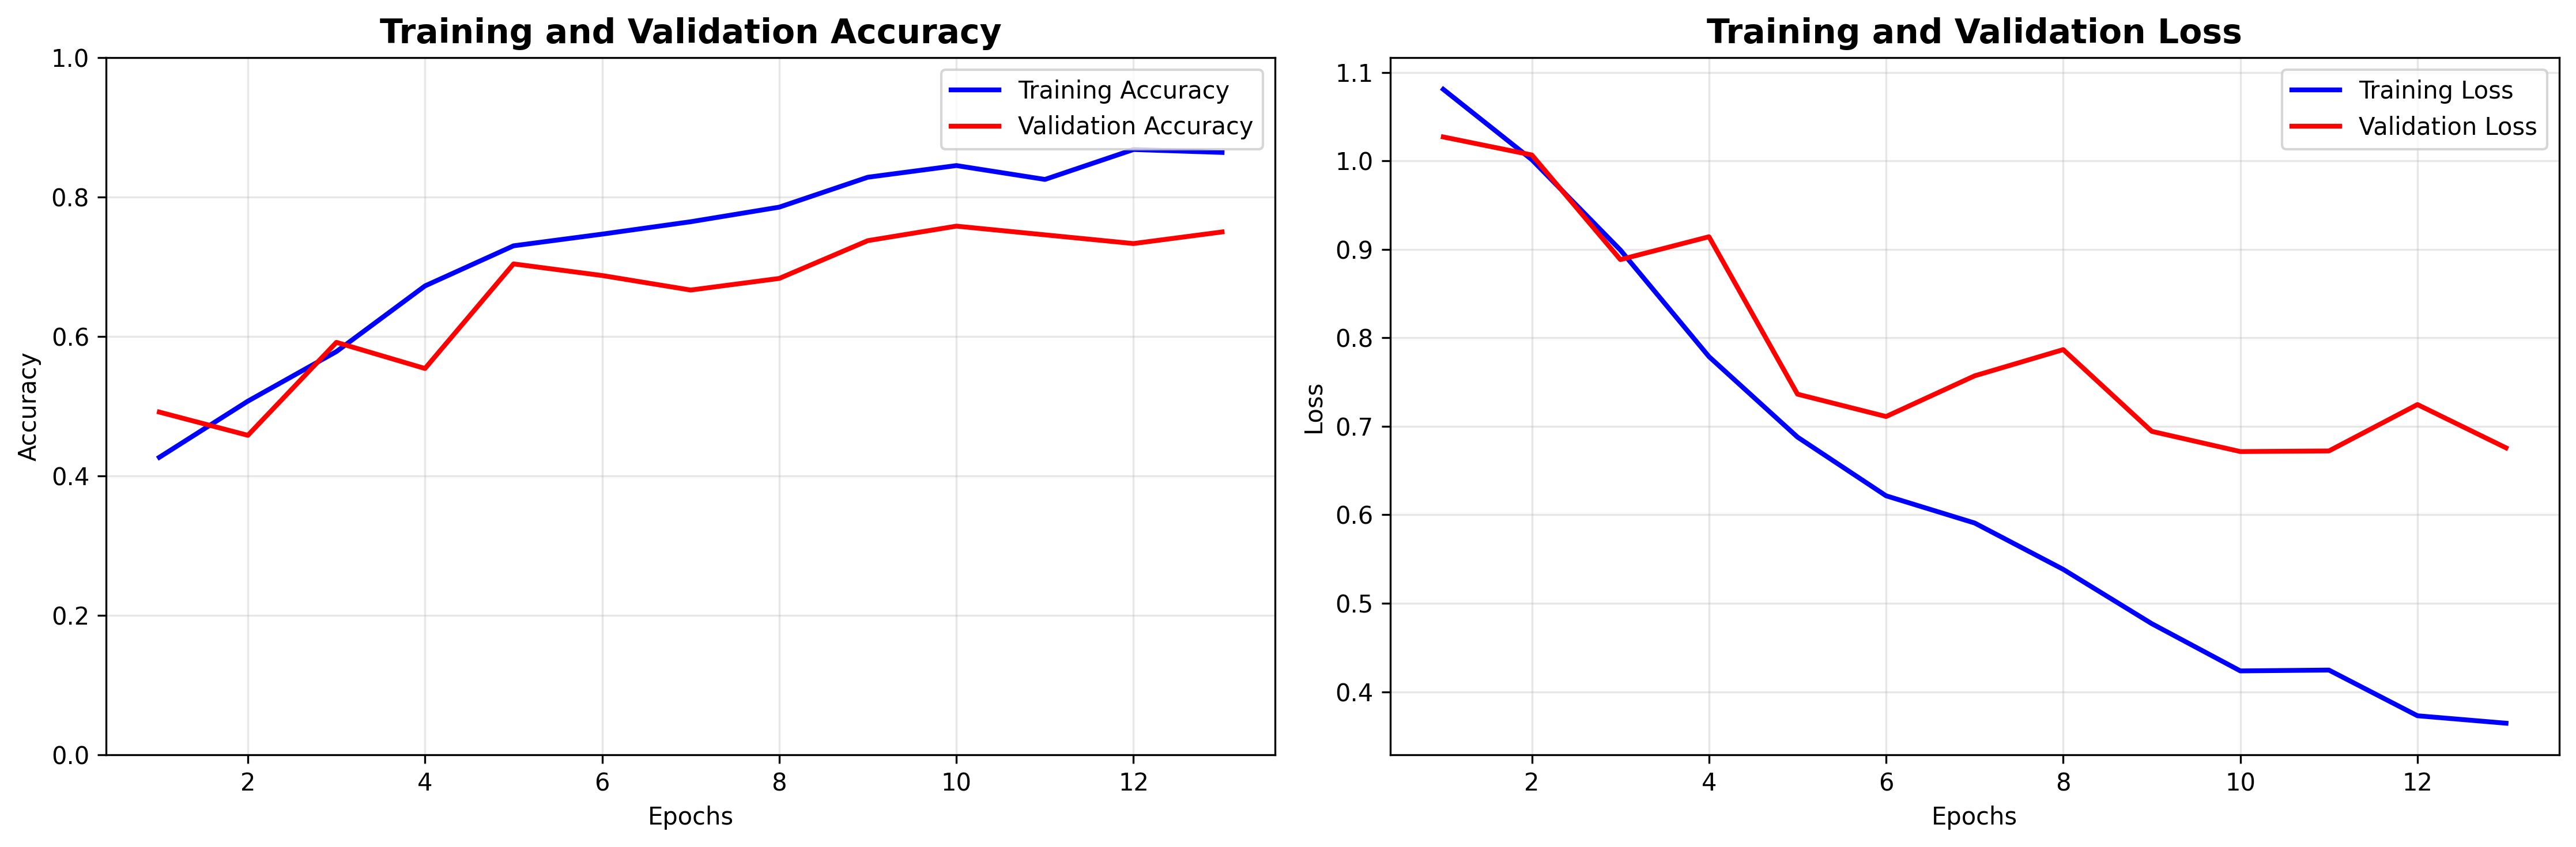 Training and Validation Accuracy
1.0
0.8
0.6
0.4
0.2
0.0
Accuracy
Training Accuracy
Validation Accuracy
2 4 6 8 10 12
Epochs
Training and Validation Loss
1.1
1.0
0.9
0.8
0.7
0.6
0.5
0.4
Loss
Training Loss
Validation Loss
2 4 6 8 10 12
Epochs